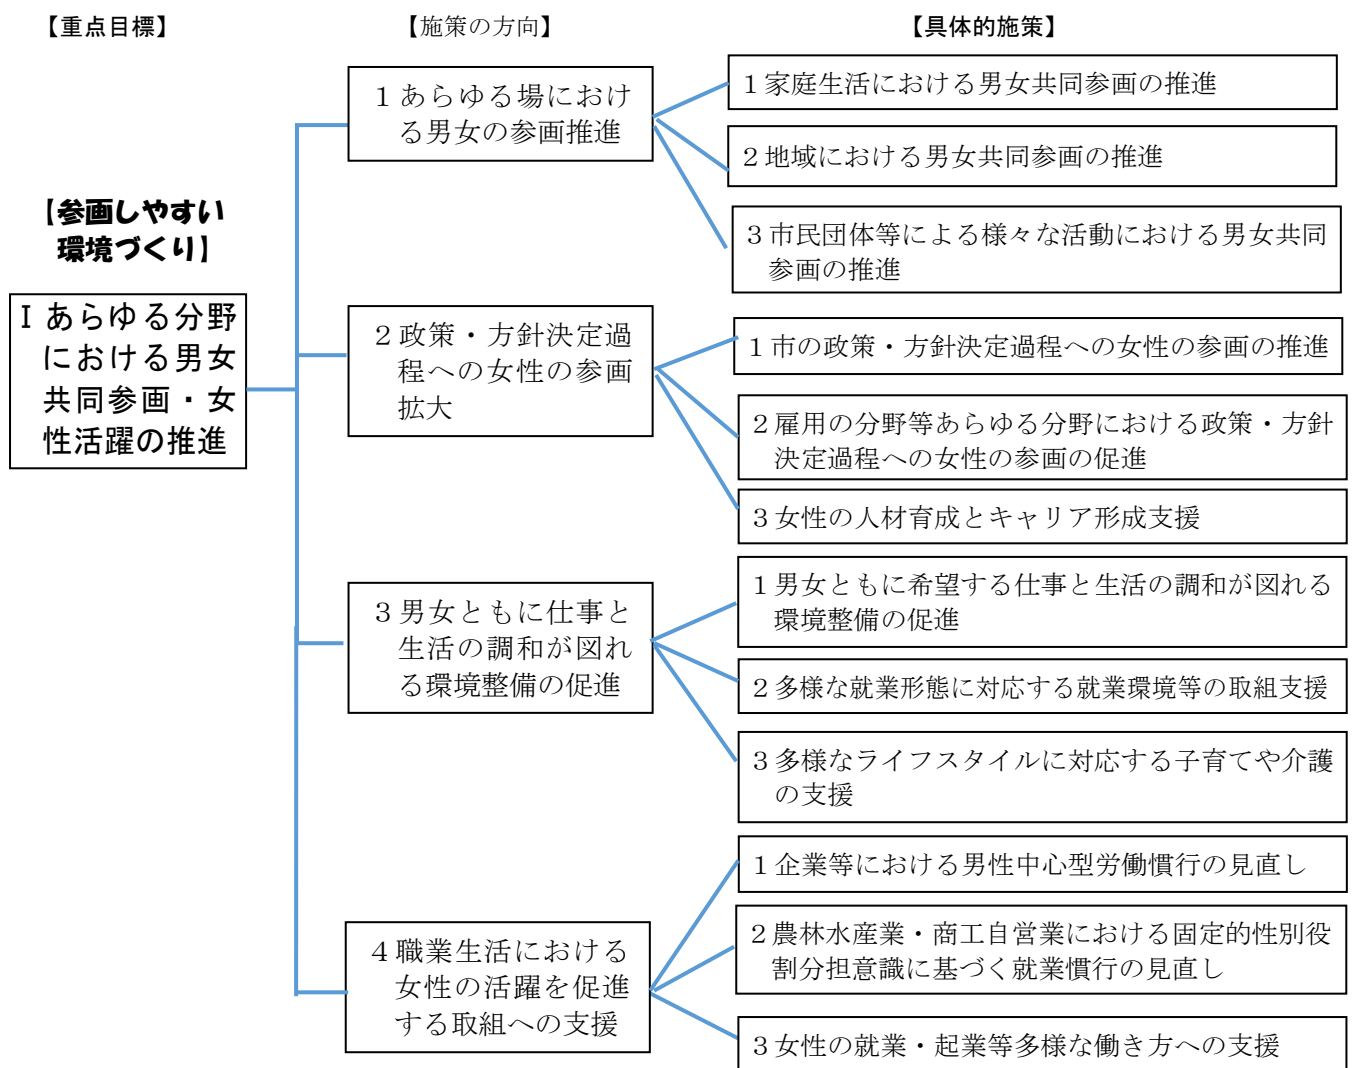 【重点目標】
【施策の方向】
【具体的施策】
【参画しやすい
環境づくり】
Ⅰ あらゆる分野
における男女
共同参画・女
性活躍の推進
１あらゆる場におけ
る男女の参画推進
１家庭生活における男女共同参画の推進
２地域における男女共同参画の推進
３市民団体等による様々な活動における男女共同
参画の推進
２政策・方針決定過
程への女性の参画
拡大
１市の政策・方針決定過程への女性の参画の推進
２雇用の分野等あらゆる分野における政策・方針
決定過程への女性の参画の促進
３女性の人材育成とキャリア形成支援
３男女ともに仕事と
生活の調和が図れ
る環境整備の促進
１男女ともに希望する仕事と生活の調和が図れる
環境整備の促進
２多様な就業形態に対応する就業環境等の取組支援
３多様なライフスタイルに対応する子育てや介護
の支援
４職業生活における
女性の活躍を促進
する取組への支援
１企業等における男性中心型労働慣行の見直し
２農林水産業・商工自営業における固定的性別役
割分担意識に基づく就業慣行の見直し
３女性の就業・起業等多様な働き方への支援